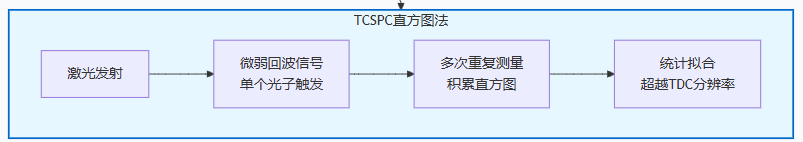 TCSPC直方图法
激光发射
微弱回波信号
单个光子触发
多次重复测量
积累直方图
统计拟合
超越TDC分辨率